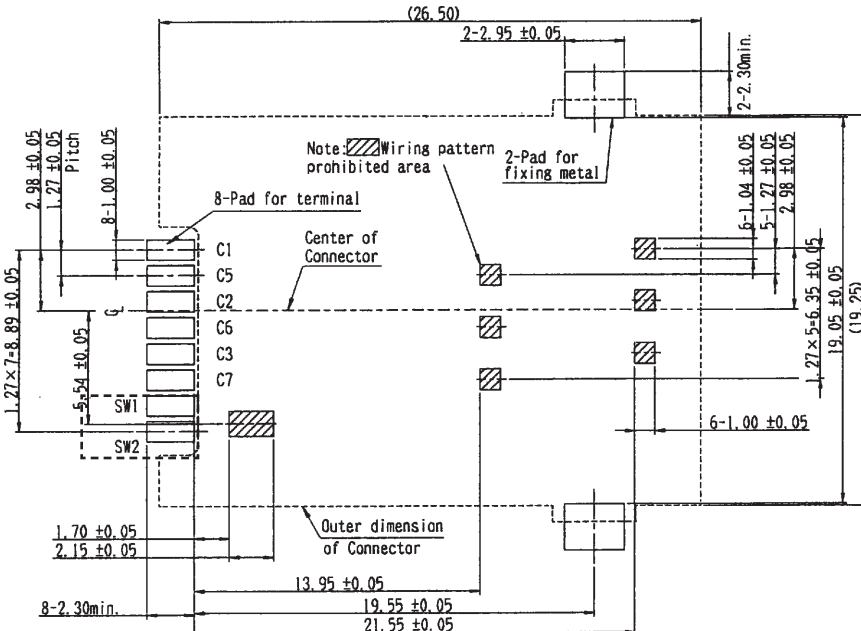 (26.50)
2-2.95 ±0.05
2-2.30min.
2.98 ±0.05
1.27 ±0.05
Pitch
8-1.00 ±0.05
Note: Wiring pattern
prohibited area
2-Pad for
fixing metal
6-1.04 ±0.05
5-1.27 ±0.05
2.98 ±0.05
8-Pad for terminal
Center of
Connector
C1
C5
C2
C6
C3
C7
SW1
SW2
1.27×7=8.89 ±0.05
5.54 ±0.05
1.27×5=6.35 ±0.05
19.05 ±0.05
(19.25)
6-1.00 ±0.05
1.70 ±0.05
2.15 ±0.05
Outer dimension
of Connector
13.95 ±0.05
8-2.30min.
19.55 ±0.05
21.55 ±0.05